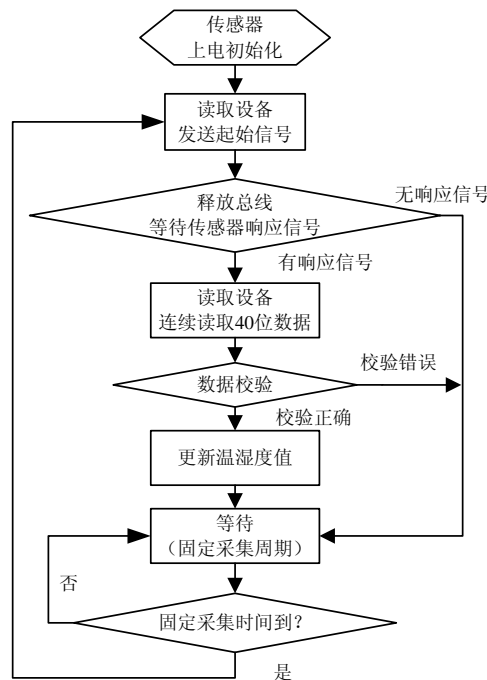 传感器
上电初始化
读取设备
发送起始信号
释放总线
等待传感器响应信号
无响应信号
有响应信号
读取设备
连续读取40位数据
数据校验
校验错误
校验正确
更新温湿度值
等待
（固定采集周期）
否
固定采集时间到？
是